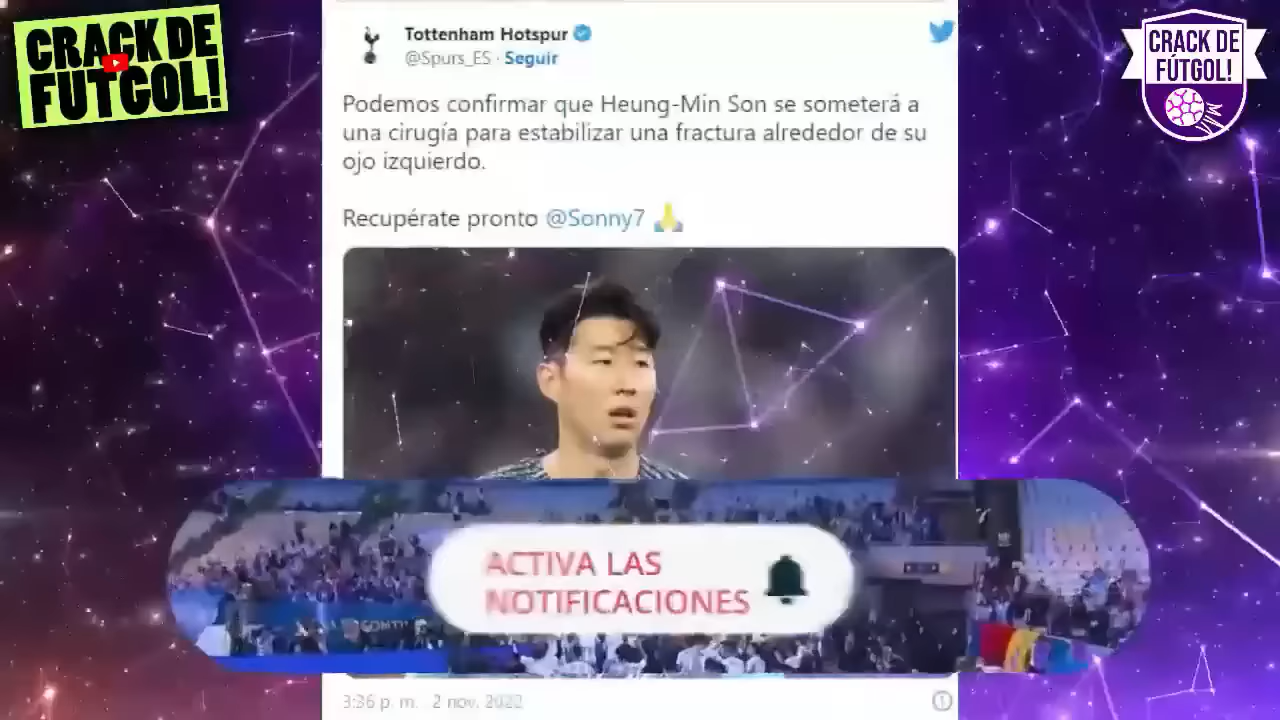 CRACK DE
FUTGOL!
CRACK DE
FÚTGOL!
Tottenham Hotspur
@Spurs_ES · Seguir
Podemos confirmar que Heung-Min Son se someterá a
una cirugía para estabilizar una fractura alrededor de su
ojo izquierdo.
Recupérate pronto @Sonny7 🙏
ACTIVA LAS
NOTIFICACIONES
3:36 p. m. · 2 nov. 2022